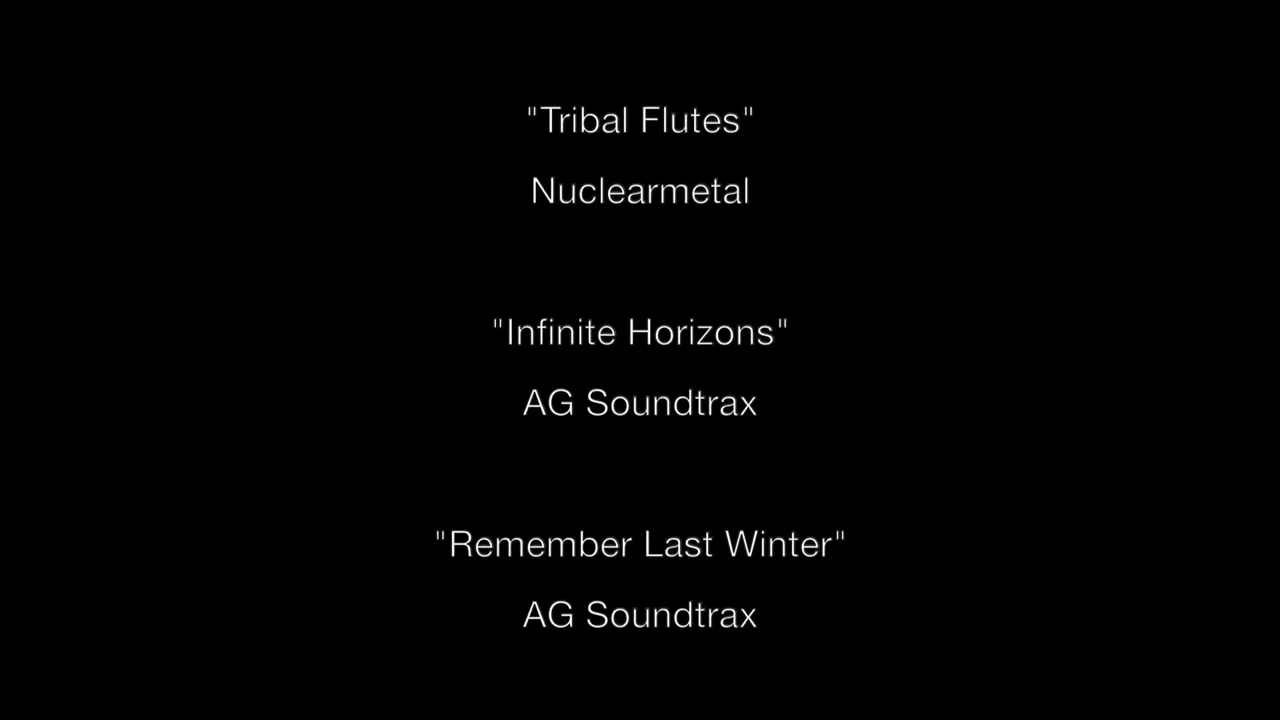 "Tribal Flutes"
Nuclearmetal
"Infinite Horizons"
AG Soundtrax
"Remember Last Winter"
AG Soundtrax